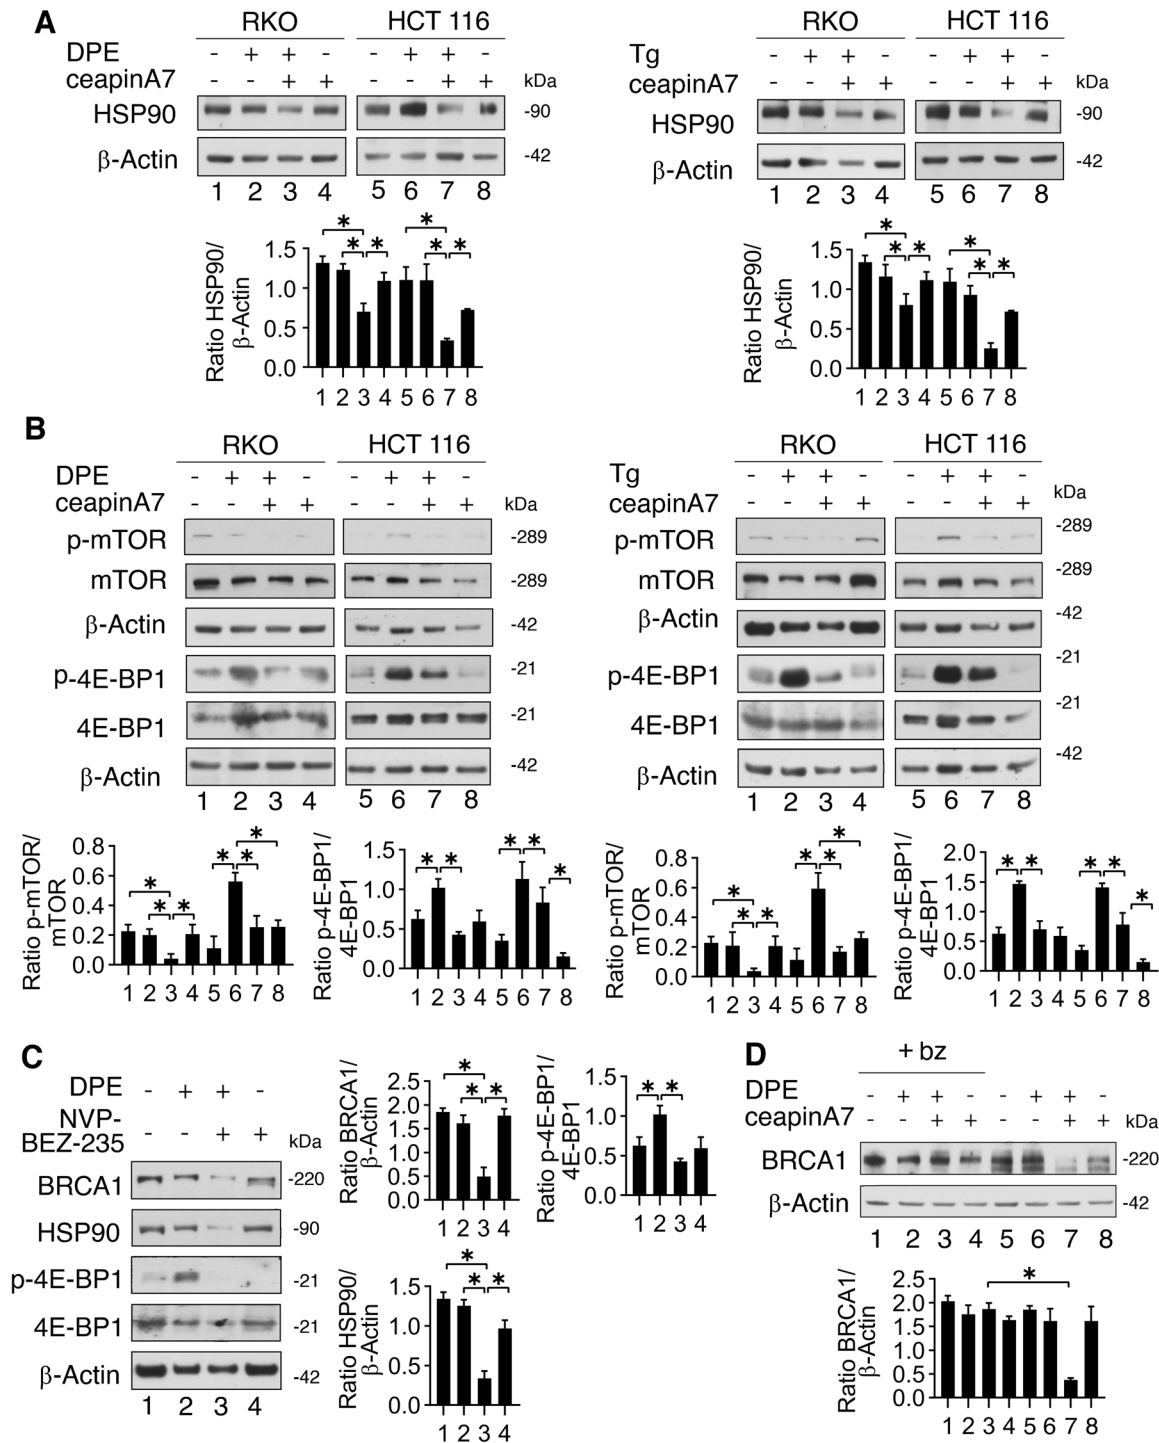 A
RKO HCT 116
DPE - + + - - + + -
ceapinA7 - - + + - - + + kDa
HSP90 -90
β-Actin -42
1 2 3 4 5 6 7 8
* * * * * *
Ratio HSP90/
β-Actin
1.5
1.0
0.5
0.0
1 2 3 4 5 6 7 8
RKO HCT 116
Tg - + + - - + + -
ceapinA7 - - + + - - + + kDa
HSP90 -90
β-Actin -42
1 2 3 4 5 6 7 8
* * * * * *
Ratio HSP90/
β-Actin
1.5
1.0
0.5
0.0
1 2 3 4 5 6 7 8
B
RKO HCT 116
DPE - + + - - + + -
ceapinA7 - - + + - - + + kDa
p-mTOR -289
mTOR -289
β-Actin -42
p-4E-BP1 -21
4E-BP1 -21
β-Actin -42
1 2 3 4 5 6 7 8
RKO HCT 116
Tg - + + - - + + -
ceapinA7 - - + + - - + + kDa
p-mTOR -289
mTOR -289
β-Actin -42
p-4E-BP1 -21
4E-BP1 -21
β-Actin -42
1 2 3 4 5 6 7 8
Ratio p-mTOR/
mTOR
0.8
0.6
0.4
0.2
0.0
* * * * * *
1 2 3 4 5 6 7 8
Ratio p-4E-BP1/
4E-BP1
1.5
1.0
0.5
0.0
* * * * *
1 2 3 4 5 6 7 8
Ratio p-mTOR/
mTOR
0.8
0.6
0.4
0.2
0.0
* * * * * *
1 2 3 4 5 6 7 8
Ratio p-4E-BP1/
4E-BP1
2.0
1.5
1.0
0.5
0.0
* * * * *
1 2 3 4 5 6 7 8
C
DPE - + + -
NVP-
BEZ-235 - - + + kDa
BRCA1 -220
HSP90 -90
p-4E-BP1 -21
4E-BP1 -21
β-Actin -42
1 2 3 4
Ratio BRCA1/
β-Actin
2.5
2.0
1.5
1.0
0.5
0.0
* * *
1 2 3 4
Ratio p-4E-BP1/
4E-BP1
1.5
1.0
0.5
0.0
* *
1 2 3 4
Ratio HSP90/
β-Actin
1.5
1.0
0.5
0.0
* * *
1 2 3 4
D
+ bz
DPE - + + - - + + -
ceapinA7 - - + + - - + + kDa
BRCA1 -220
β-Actin -42
1 2 3 4 5 6 7 8
Ratio BRCA1/
β-Actin
2.5
2.0
1.5
1.0
0.5
0.0
*
1 2 3 4 5 6 7 8